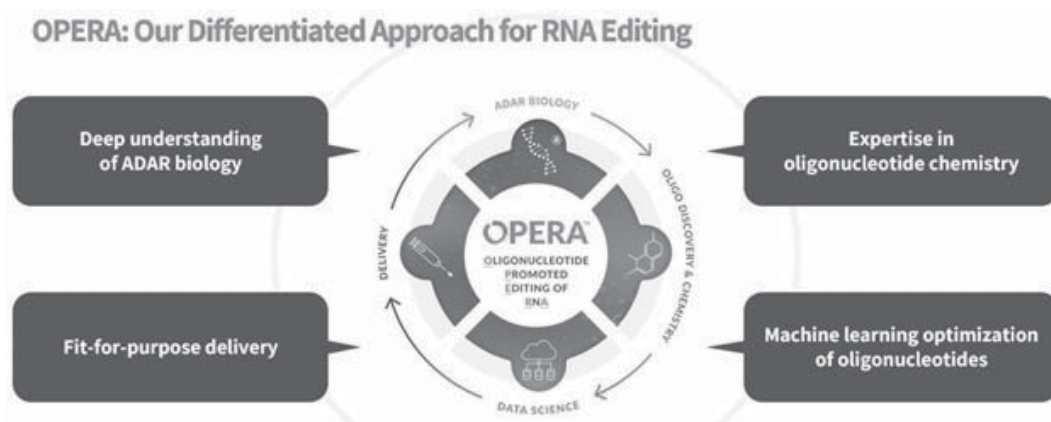 OPERA: Our Differentiated Approach for RNA Editing
Deep understanding
of ADAR biology
Expertise in
oligonucleotide chemistry
ADAR BIOLOGY
OLIGO DISCOVERY & CHEMISTRY
DELIVERY
OPERA™
OLIGONUCLEOTIDE
PROMOTED
EDITING OF
RNA
Fit-for-purpose delivery
Machine learning optimization
of oligonucleotides
DATA SCIENCE